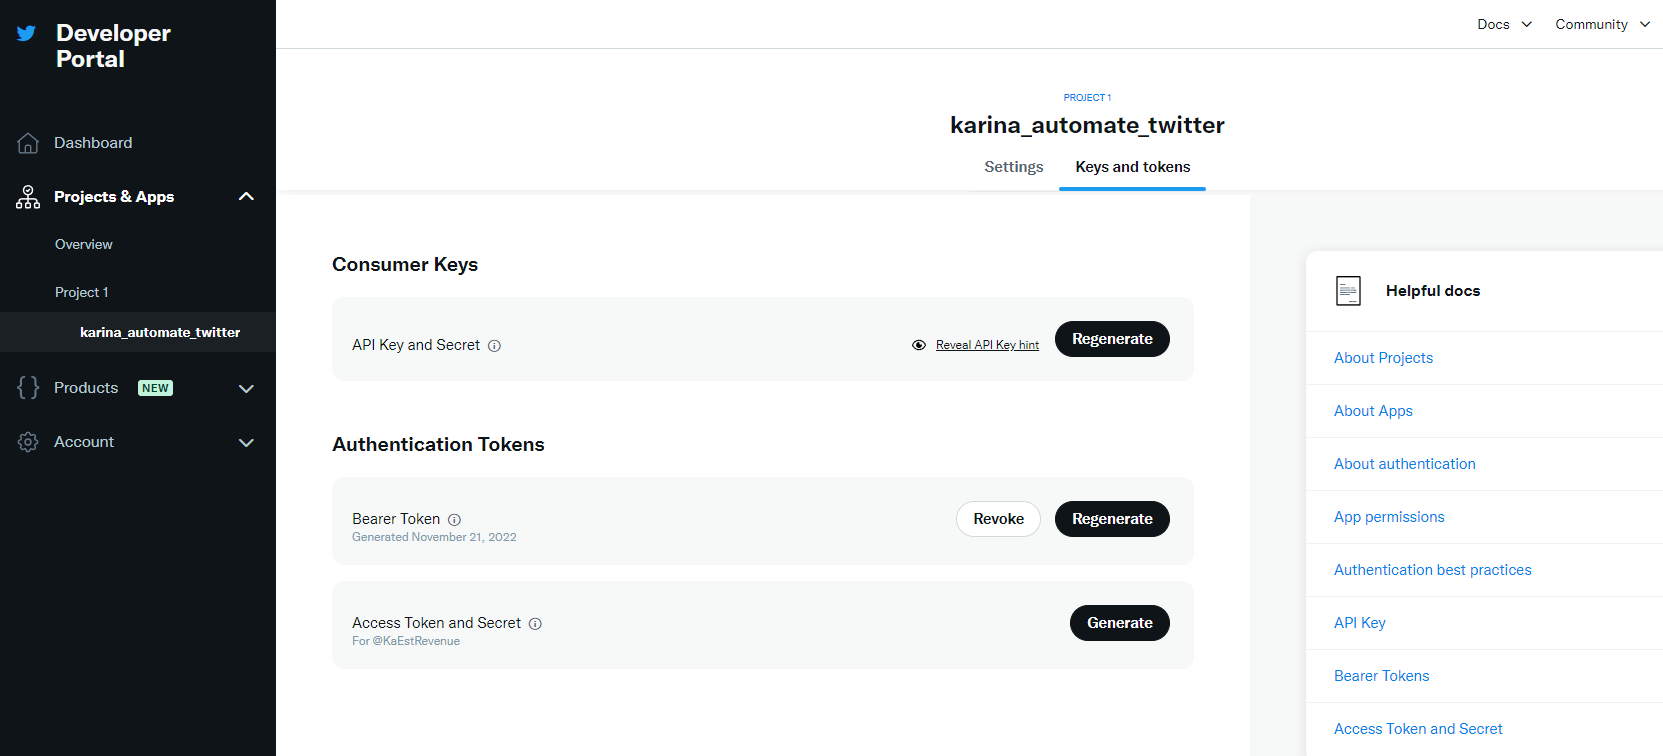 Developer
Portal
Docs
Community
Dashboard
Projects & Apps
Overview
Project 1
karina_automate_twitter
Products NEW
Account
PROJECT 1
karina_automate_twitter
Settings
Keys and tokens
Consumer Keys
API Key and Secret
Reveal API Key hint
Regenerate
Authentication Tokens
Bearer Token
Generated November 21, 2022
Revoke
Regenerate
Access Token and Secret
For @KaEstRevenue
Generate
Helpful docs
About Projects
About Apps
About authentication
App permissions
Authentication best practices
API Key
Bearer Tokens
Access Token and Secret